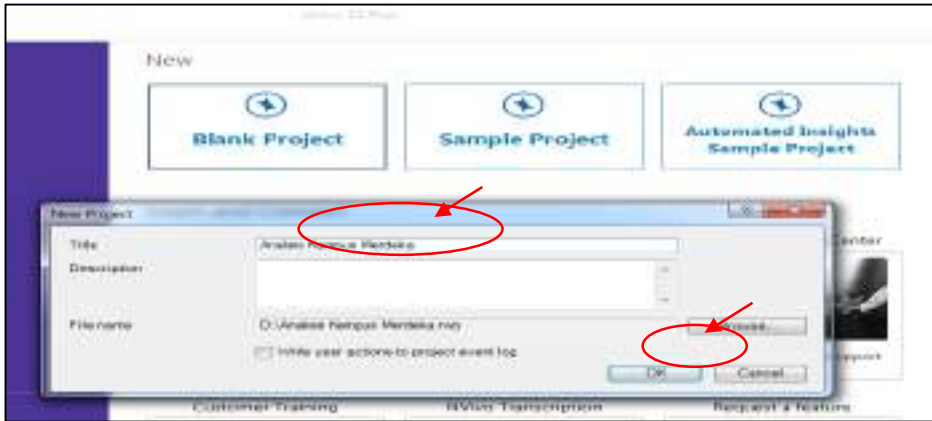 New
Blank Project
Sample Project
Automated Insights
Sample Project
New Project
Title
Analisis Kampus Merdeka
Description
File name
D:\Analisis Kampus Merdeka.nvp
Browse...
Write user actions to project event log
OK
Cancel
Center
Support
Customer Training
NVivo Transcription
Request a feature